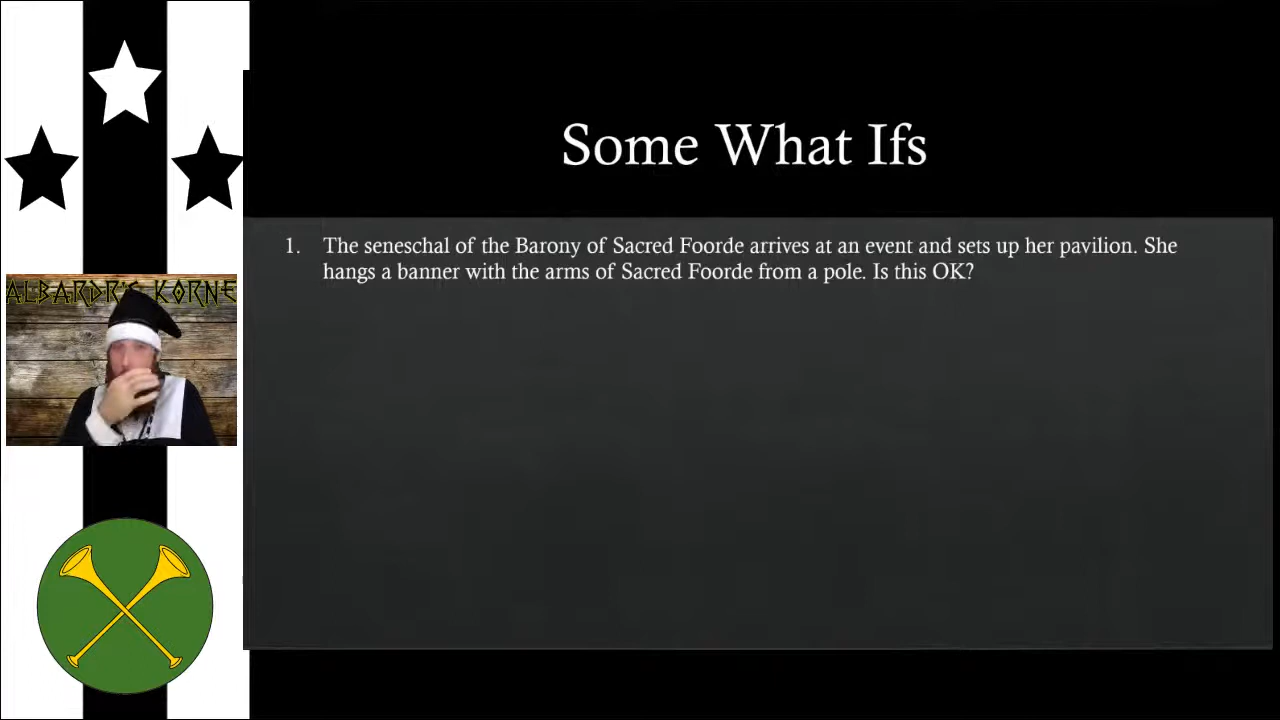 Some What Ifs
1. The seneschal of the Barony of Sacred Foorde arrives at an event and sets up her pavilion. She
hangs a banner with the arms of Sacred Foorde from a pole. Is this OK?
ALBARDR'S KORNE